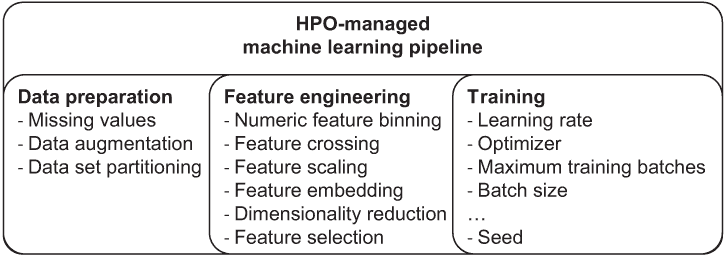 HPO-managed
machine learning pipeline
Data preparation
- Missing values
- Data augmentation
- Data set partitioning
Feature engineering
- Numeric feature binning
- Feature crossing
- Feature scaling
- Feature embedding
- Dimensionality reduction
- Feature selection
Training
- Learning rate
- Optimizer
- Maximum training batches
- Batch size
...
- Seed